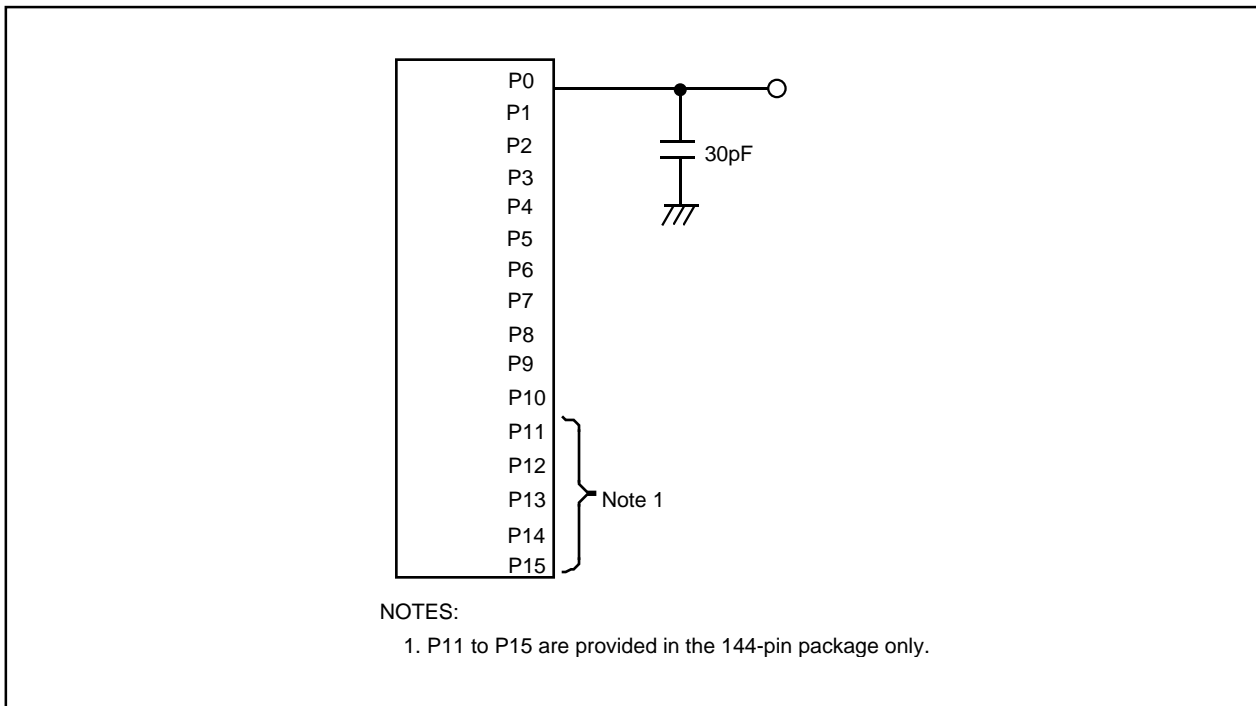 P0
P1
P2
30pF
P3
P4
P5
P6
P7
P8
P9
P10
P11
P12
P13
Note 1
P14
P15
NOTES:
1. P11 to P15 are provided in the 144-pin package only.